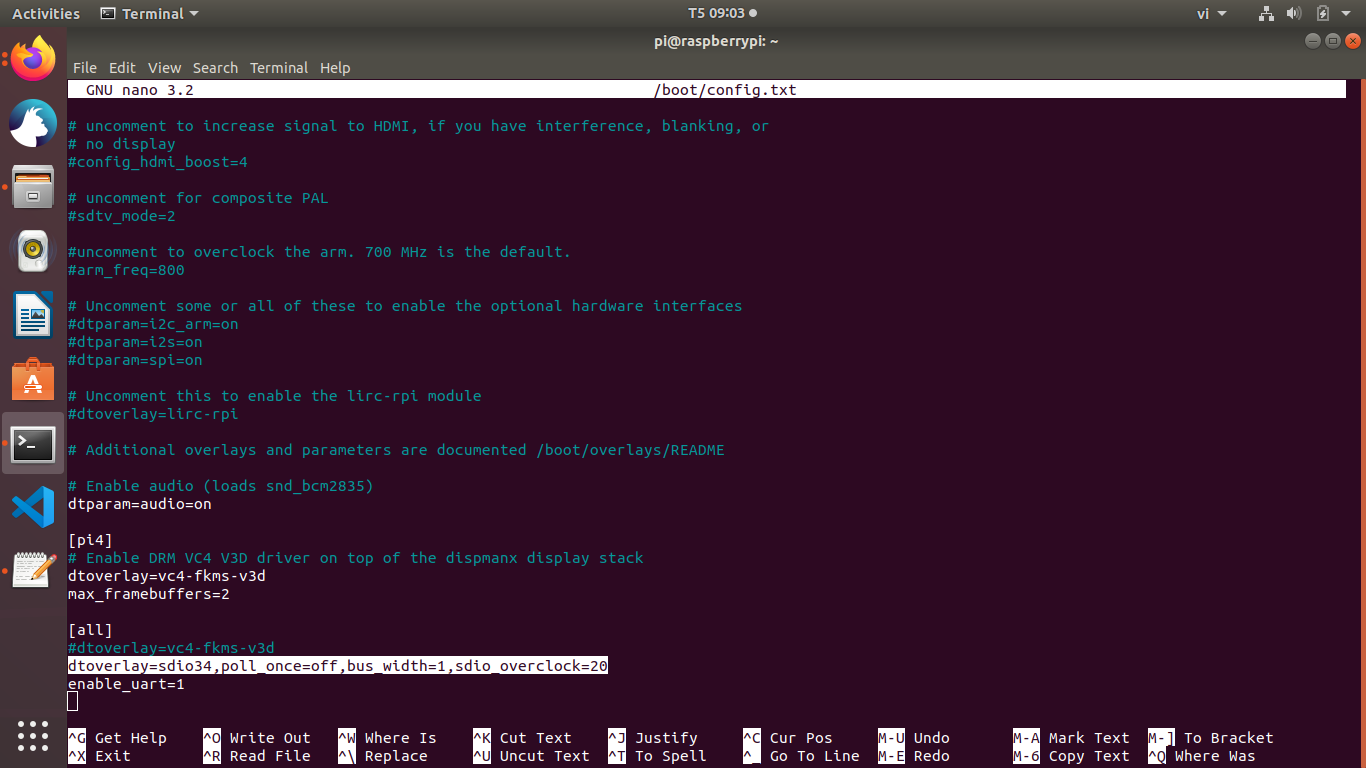 Activities Terminal T5 09:03 vi
pi@raspberrypi: ~
File Edit View Search Terminal Help
GNU nano 3.2 /boot/config.txt
# uncomment to increase signal to HDMI, if you have interference, blanking, or
# no display
#config_hdmi_boost=4
# uncomment for composite PAL
#sdtv_mode=2
#uncomment to overclock the arm. 700 MHz is the default.
#arm_freq=800
# Uncomment some or all of these to enable the optional hardware interfaces
#dtparam=i2c_arm=on
#dtparam=i2s=on
#dtparam=spi=on
# Uncomment this to enable the lirc-rpi module
#dtoverlay=lirc-rpi
# Additional overlays and parameters are documented /boot/overlays/README
# Enable audio (loads snd_bcm2835)
dtparam=audio=on
[pi4]
# Enable DRM VC4 V3D driver on top of the dispmanx display stack
dtoverlay=vc4-fkms-v3d
max_framebuffers=2
[all]
#dtoverlay=vc4-fkms-v3d
dtoverlay=sdio34,poll_once=off,bus_width=1,sdio_overclock=20
enable_uart=1
^G Get Help ^O Write Out ^W Where Is ^K Cut Text ^J Justify ^C Cur Pos M-U Undo M-A Mark Text M-] To Bracket
^X Exit ^R Read File ^\ Replace ^U Uncut Text ^T To Spell ^_ Go To Line M-E Redo M-6 Copy Text ^Q Where Was